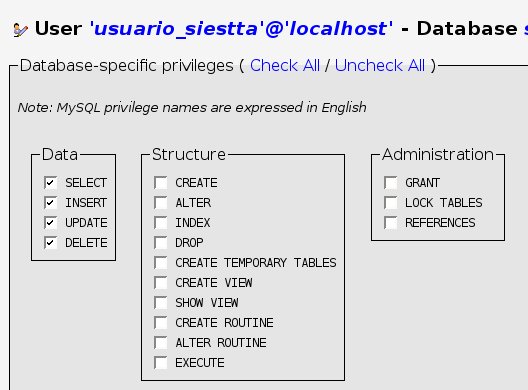 User 'usuario_siestta'@'localhost' - Database
Database-specific privileges ( Check All / Uncheck All )
Note: MySQL privilege names are expressed in English
Data
SELECT
INSERT
UPDATE
DELETE
Structure
CREATE
ALTER
INDEX
DROP
CREATE TEMPORARY TABLES
CREATE VIEW
SHOW VIEW
CREATE ROUTINE
ALTER ROUTINE
EXECUTE
Administration
GRANT
LOCK TABLES
REFERENCES